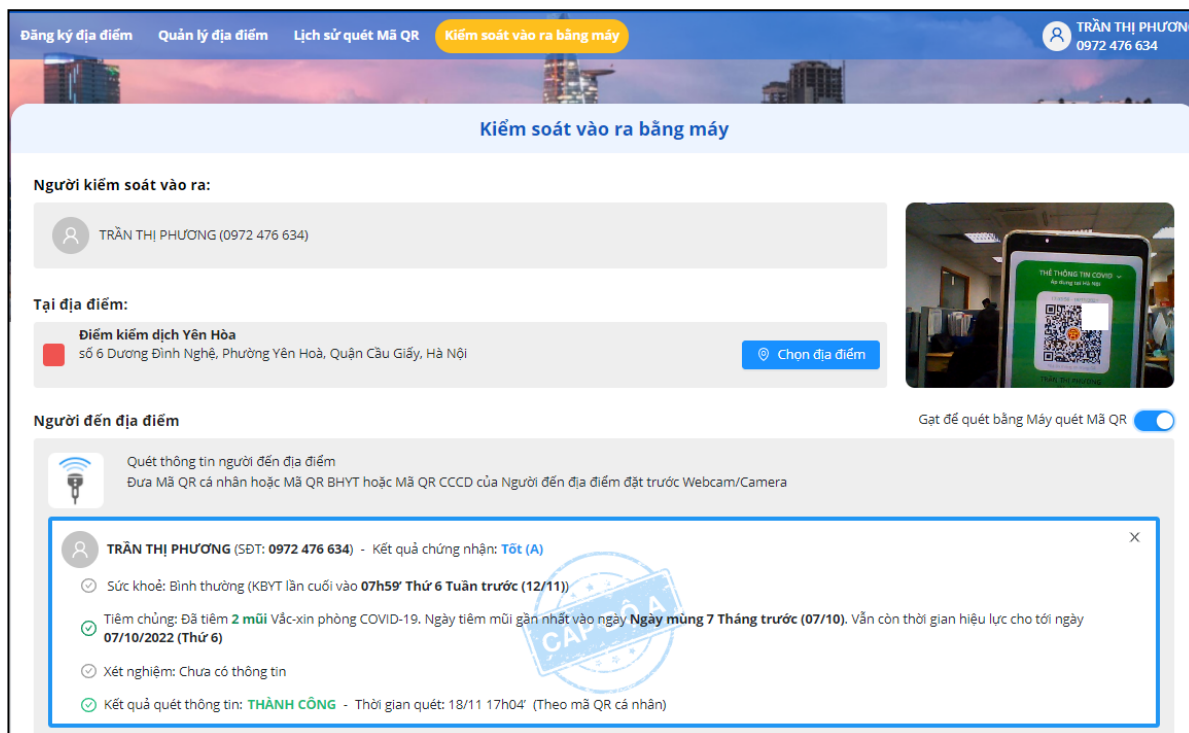 Đăng ký địa điểm Quản lý địa điểm Lịch sử quét Mã QR Kiểm soát vào ra bằng máy
TRẦN THỊ PHƯƠNG
0972 476 634
Kiểm soát vào ra bằng máy
Người kiểm soát vào ra:
TRẦN THỊ PHƯƠNG (0972 476 634)
THẺ THÔNG TIN COVID
Áp dụng tại Hà Nội
TRẦN THỊ PHƯƠNG
Tại địa điểm:
Điểm kiểm dịch Yên Hòa
số 6 Dương Đình Nghệ, Phường Yên Hoà, Quận Cầu Giấy, Hà Nội
Chọn địa điểm
Người đến địa điểm
Gạt để quét bằng Máy quét Mã QR
Quét thông tin người đến địa điểm
Đưa Mã QR cá nhân hoặc Mã QR BHYT hoặc Mã QR CCCD của Người đến địa điểm đặt trước Webcam/Camera
TRẦN THỊ PHƯƠNG (SĐT: 0972 476 634) - Kết quả chứng nhận: Tốt (A)
Sức khoẻ: Bình thường (KBYT lần cuối vào 07h59' Thứ 6 Tuần trước (12/11))
Tiêm chủng: Đã tiêm 2 mũi Vắc-xin phòng COVID-19. Ngày tiêm mũi gần nhất vào ngày Ngày mùng 7 Tháng trước (07/10). Vẫn còn thời gian hiệu lực cho tới ngày
07/10/2022 (Thứ 6)
CẤP ĐỘ A
Xét nghiệm: Chưa có thông tin
Kết quả quét thông tin: THÀNH CÔNG - Thời gian quét: 18/11 17h04' (Theo mã QR cá nhân)